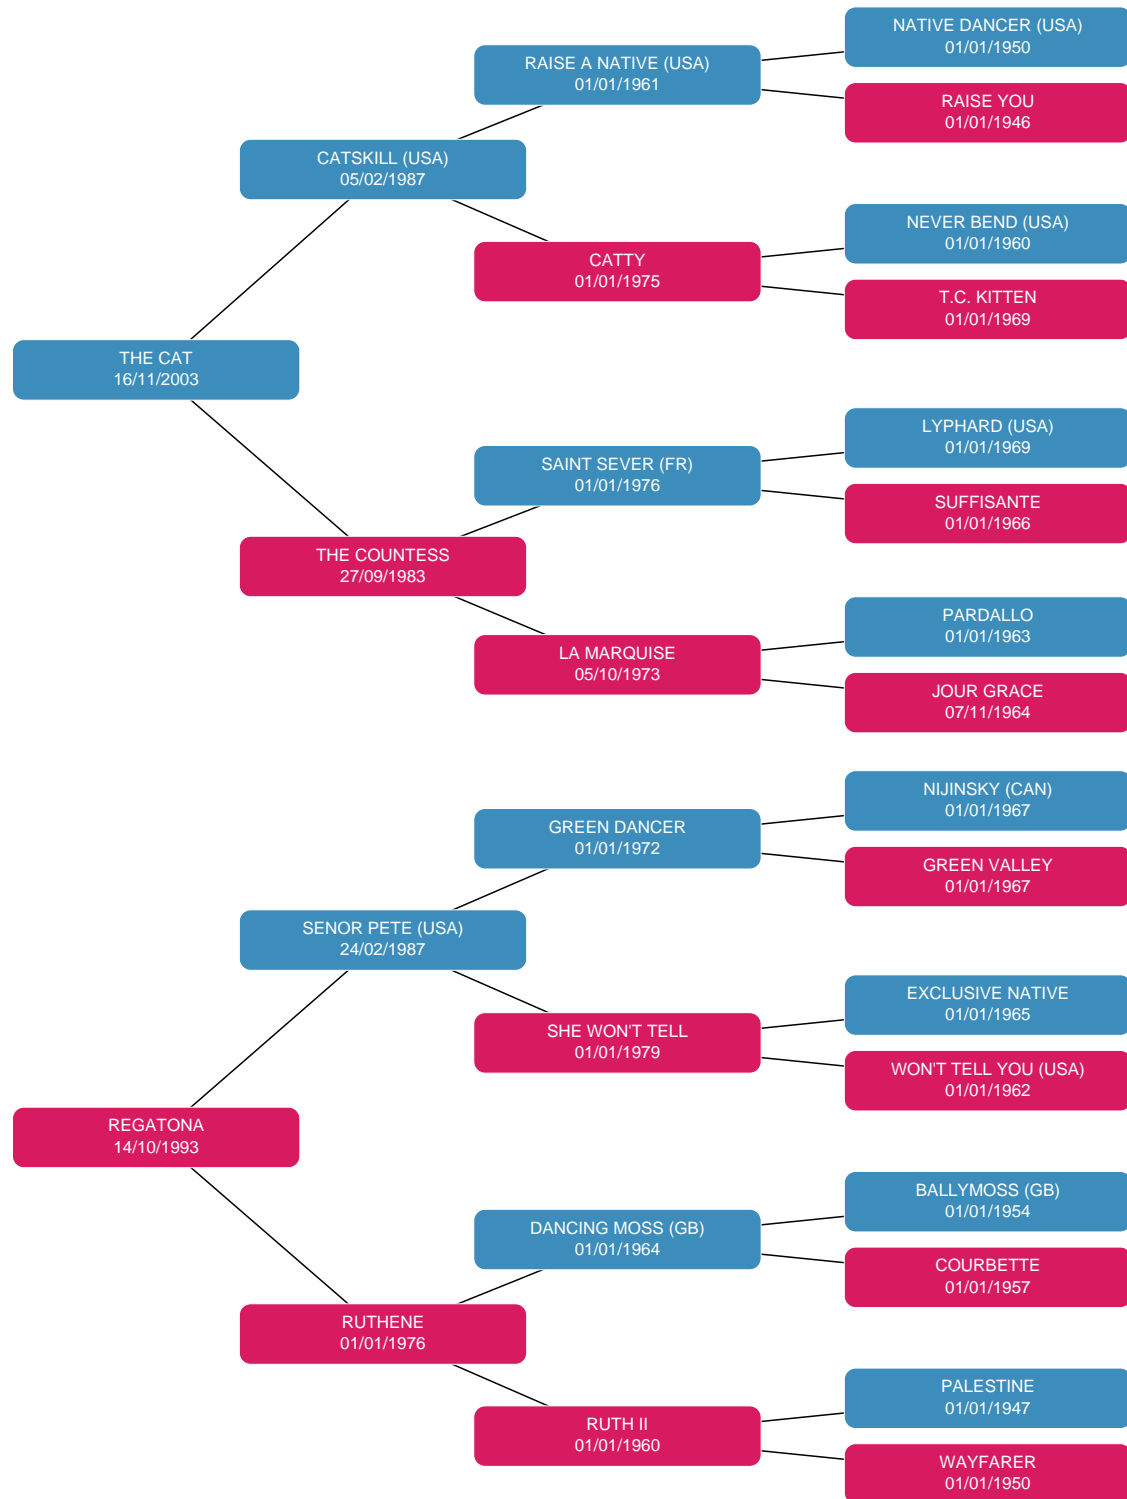 NATIVE DANCER (USA)
01/01/1950
RAISE A NATIVE (USA)
01/01/1961
RAISE YOU
01/01/1946
CATSKILL (USA)
05/02/1987
NEVER BEND (USA)
01/01/1960
CATTY
01/01/1975
T.C. KITTEN
01/01/1969
THE CAT
16/11/2003
LYPHARD (USA)
01/01/1969
SAINT SEVER (FR)
01/01/1976
SUFFISANTE
01/01/1966
THE COUNTESS
27/09/1983
PARDALLO
01/01/1963
LA MARQUISE
05/10/1973
JOUR GRACE
07/11/1964
NIJINSKY (CAN)
01/01/1967
GREEN DANCER
01/01/1972
GREEN VALLEY
01/01/1967
SENOR PETE (USA)
24/02/1987
EXCLUSIVE NATIVE
01/01/1965
SHE WON'T TELL
01/01/1979
WON'T TELL YOU (USA)
01/01/1962
REGATONA
14/10/1993
BALLYMOSS (GB)
01/01/1954
DANCING MOSS (GB)
01/01/1964
COURBETTE
01/01/1957
RUTHENE
01/01/1976
PALESTINE
01/01/1947
RUTH II
01/01/1960
WAYFARER
01/01/1950